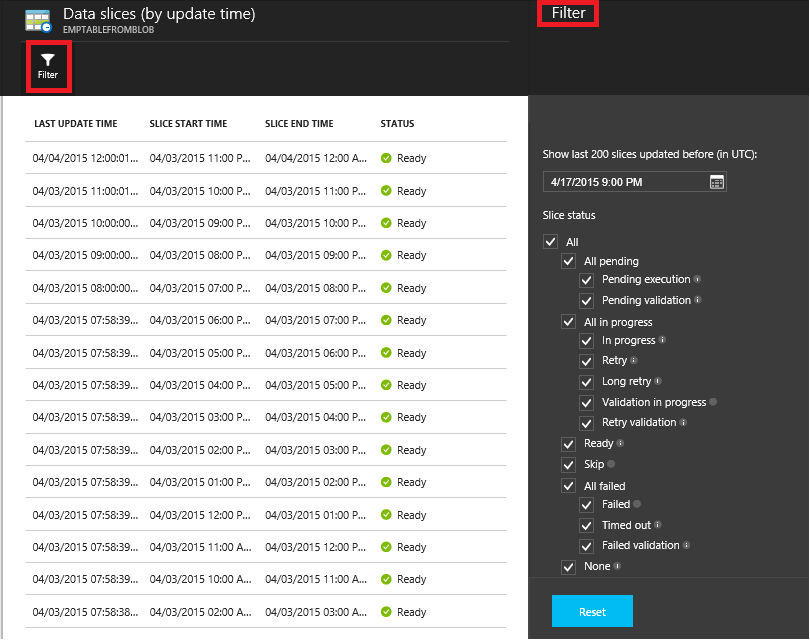 Data slices (by update time)
EMPTABLEFROMBLOB
Filter
LAST UPDATE TIME SLICE START TIME SLICE END TIME STATUS
04/04/2015 12:00:01... 04/03/2015 11:00 P... 04/04/2015 12:00 A... Ready
04/03/2015 11:00:01... 04/03/2015 10:00 P... 04/03/2015 11:00 P... Ready
04/03/2015 10:00:00... 04/03/2015 09:00 P... 04/03/2015 10:00 P... Ready
04/03/2015 09:00:00... 04/03/2015 08:00 P... 04/03/2015 09:00 P... Ready
04/03/2015 08:00:00... 04/03/2015 07:00 P... 04/03/2015 08:00 P... Ready
04/03/2015 07:58:39... 04/03/2015 06:00 P... 04/03/2015 07:00 P... Ready
04/03/2015 07:58:39... 04/03/2015 05:00 P... 04/03/2015 06:00 P... Ready
04/03/2015 07:58:39... 04/03/2015 04:00 P... 04/03/2015 05:00 P... Ready
04/03/2015 07:58:39... 04/03/2015 03:00 P... 04/03/2015 04:00 P... Ready
04/03/2015 07:58:39... 04/03/2015 02:00 P... 04/03/2015 03:00 P... Ready
04/03/2015 07:58:39... 04/03/2015 01:00 P... 04/03/2015 02:00 P... Ready
04/03/2015 07:58:39... 04/03/2015 12:00 P... 04/03/2015 01:00 P... Ready
04/03/2015 07:58:39... 04/03/2015 11:00 A... 04/03/2015 12:00 P... Ready
04/03/2015 07:58:39... 04/03/2015 10:00 A... 04/03/2015 11:00 A... Ready
04/03/2015 07:58:38... 04/03/2015 02:00 A... 04/03/2015 03:00 A... Ready
Filter
Show last 200 slices updated before (in UTC):
4/17/2015 9:00 PM
Slice status
All
All pending
Pending execution
Pending validation
All in progress
In progress
Retry
Long retry
Validation in progress
Retry validation
Ready
Skip
All failed
Failed
Timed out
Failed validation
None
Reset